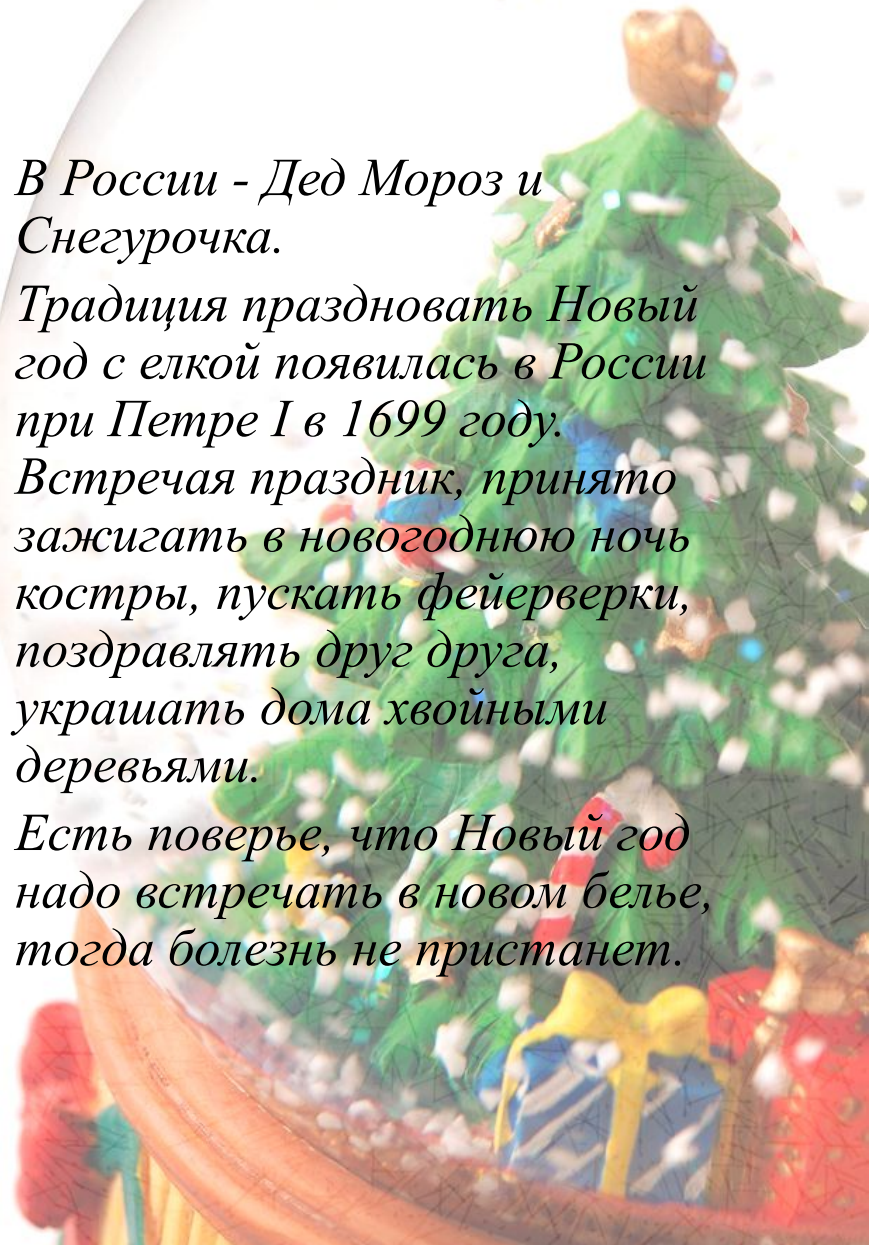 В России - Дед Мороз и
Снегурочка.
Традиция праздновать Новый
год с елкой появилась в России
при Петре I в 1699 году.
Встречая праздник, принято
зажигать в новогоднюю ночь
костры, пускать фейерверки,
поздравлять друг друга,
украшать дома хвойными
деревьями.
Есть поверье, что Новый год
надо встречать в новом белье,
тогда болезнь не пристанет.